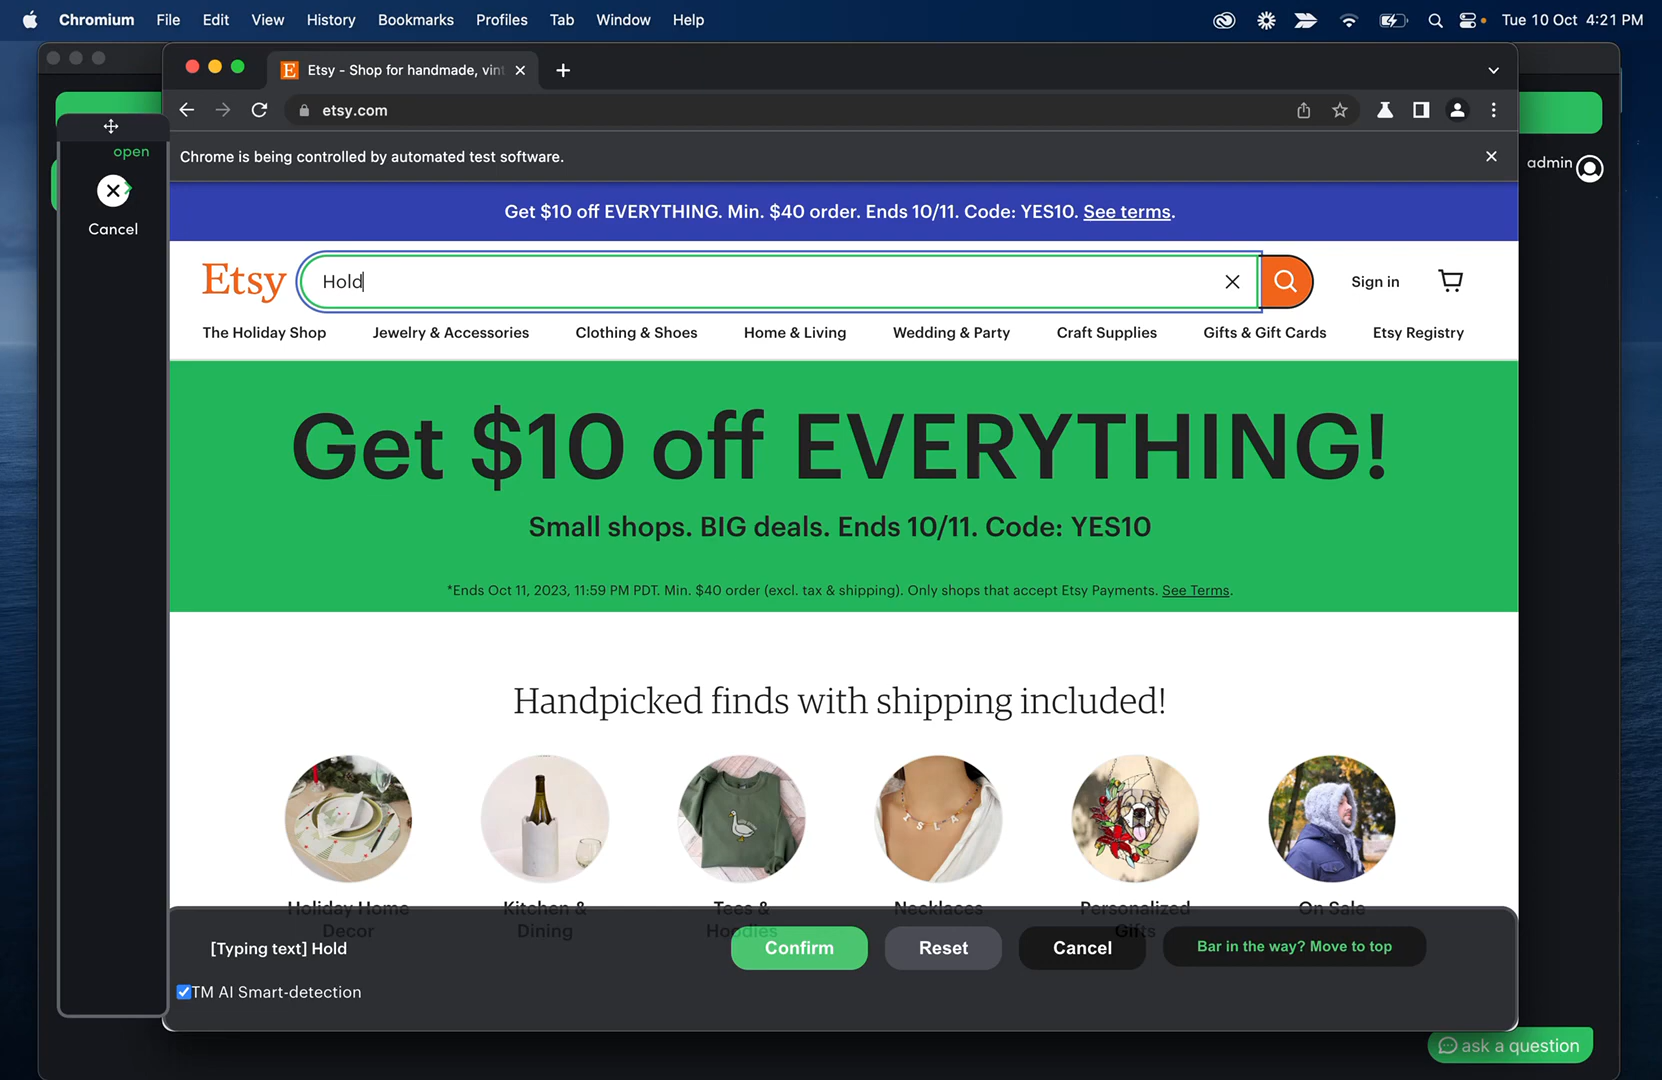 Chromium File Edit View History Bookmarks Profiles Tab Window Help
Tue 10 Oct 4:21 PM
Etsy - Shop for handmade, vint
etsy.com
open
Cancel
Chrome is being controlled by automated test software.
admin
Get $10 off EVERYTHING. Min. $40 order. Ends 10/11. Code: YES10. See terms.
Etsy
Hold
Sign in
The Holiday Shop Jewelry & Accessories Clothing & Shoes Home & Living Wedding & Party Craft Supplies Gifts & Gift Cards Etsy Registry
Get $10 off EVERYTHING!
Small shops. BIG deals. Ends 10/11. Code: YES10
*Ends Oct 11, 2023, 11:59 PM PDT. Min. $40 order (excl. tax & shipping). Only shops that accept Etsy Payments. See Terms.
Handpicked finds with shipping included!
ISLA
Holiday Home Decor
Kitchen & Dining
Tees & Hoodies
Necklaces
Personalized Gifts
On Sale
[Typing text] Hold
Confirm
Reset
Cancel
Bar in the way? Move to top
TM AI Smart-detection
ask a question